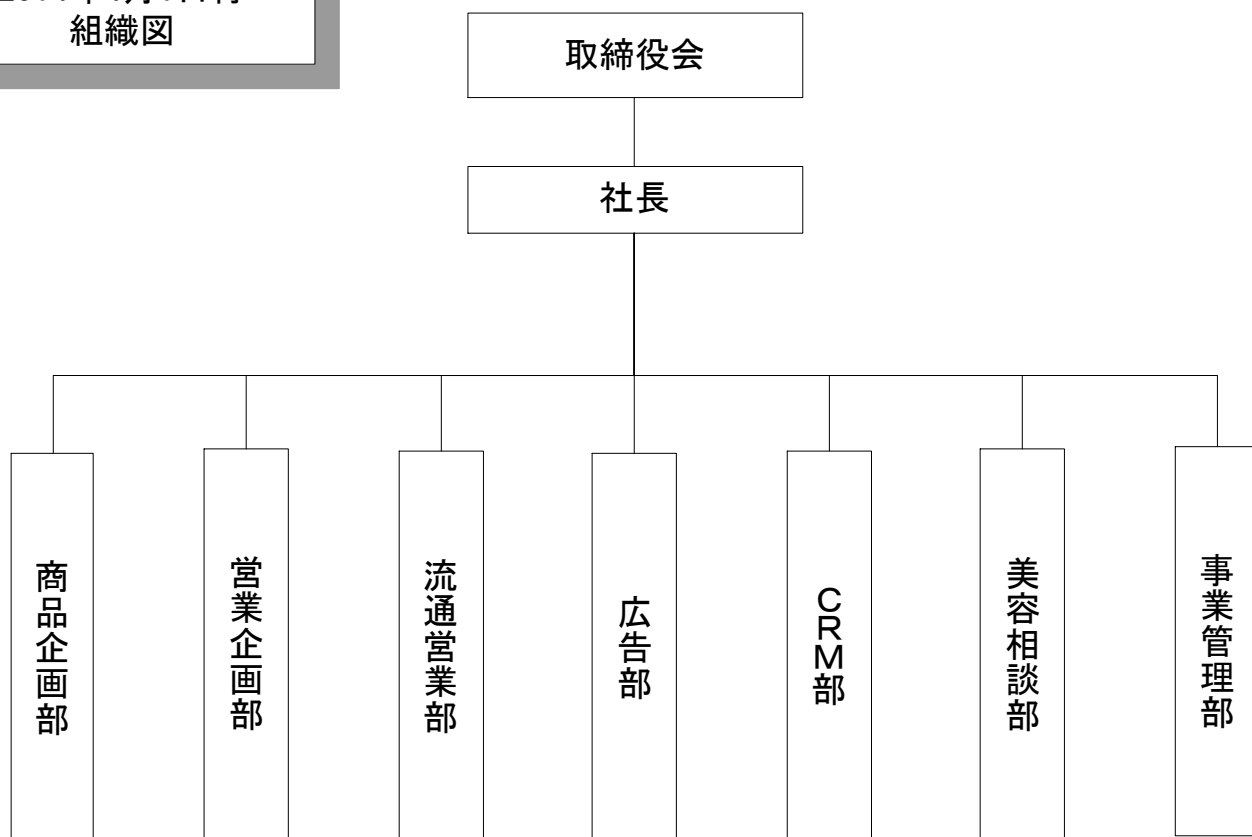 組織図
取締役会
社長
商品企画部
営業企画部
流通営業部
広告部
CRM部
美容相談部
事業管理部